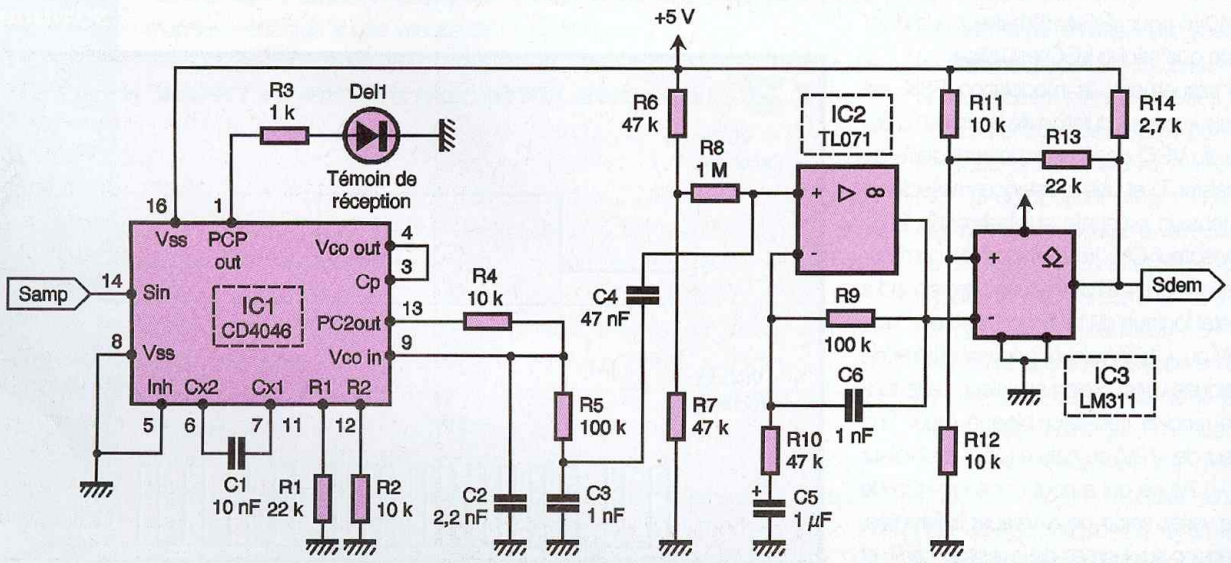 +5 V
R3
1 k
Del1
Témoin de
réception
R6
47 k
R8
1 M
IC2
TL071
+
▷ ∞
-
R11
10 k
R14
2,7 k
R13
22 k
16
1
Vss
PCP
out
Vco out
4
3
Cp
Samp
14
Sin
IC1
CD4046
PC2out
13
R4
10 k
8
Vss
Vco in
9
Inh
Cx2
Cx1
R1
R2
5
6
7
11
12
C1
10 nF
R1
22 k
R2
10 k
C2
2,2 nF
C3
1 nF
R5
100 k
C4
47 nF
R7
47 k
R9
100 k
C6
1 nF
R10
47 k
+
C5
1 µF
R12
10 k
+
-
IC3
LM311
Sdem